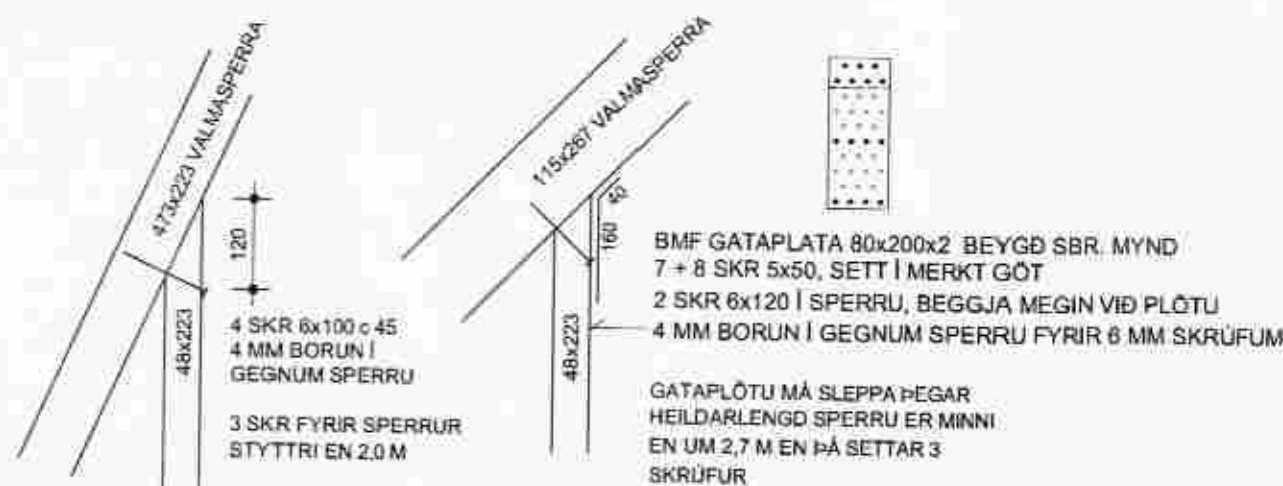 473x223 VALMASPERRA
120
48x223
4 SKR 6x100 c 45
4 MM BORUN Í
GEGNUM SPERRU
3 SKR FYRIR SPERRUR
STYTTRI EN 2,0 M
115x267 VALMASPERRA
40
160
48x223
BMF GATAPLATA 80x200x2 BEYGÐ SBR. MYND
7 + 8 SKR 5x50, SETT Í MERKT GÖT
2 SKR 6x120 Í SPERRU, BEGGJA MEGIN VIÐ PLÖTU
4 MM BORUN Í GEGNUM SPERRU FYRIR 6 MM SKRÚFUM
GATAPLÖTU MÁ SLEPPA ÞEGAR
HEILDARLENGD SPERRU ER MINNI
EN UM 2,7 M EN ÞÁ SETTAR 3
SKRÚFUR